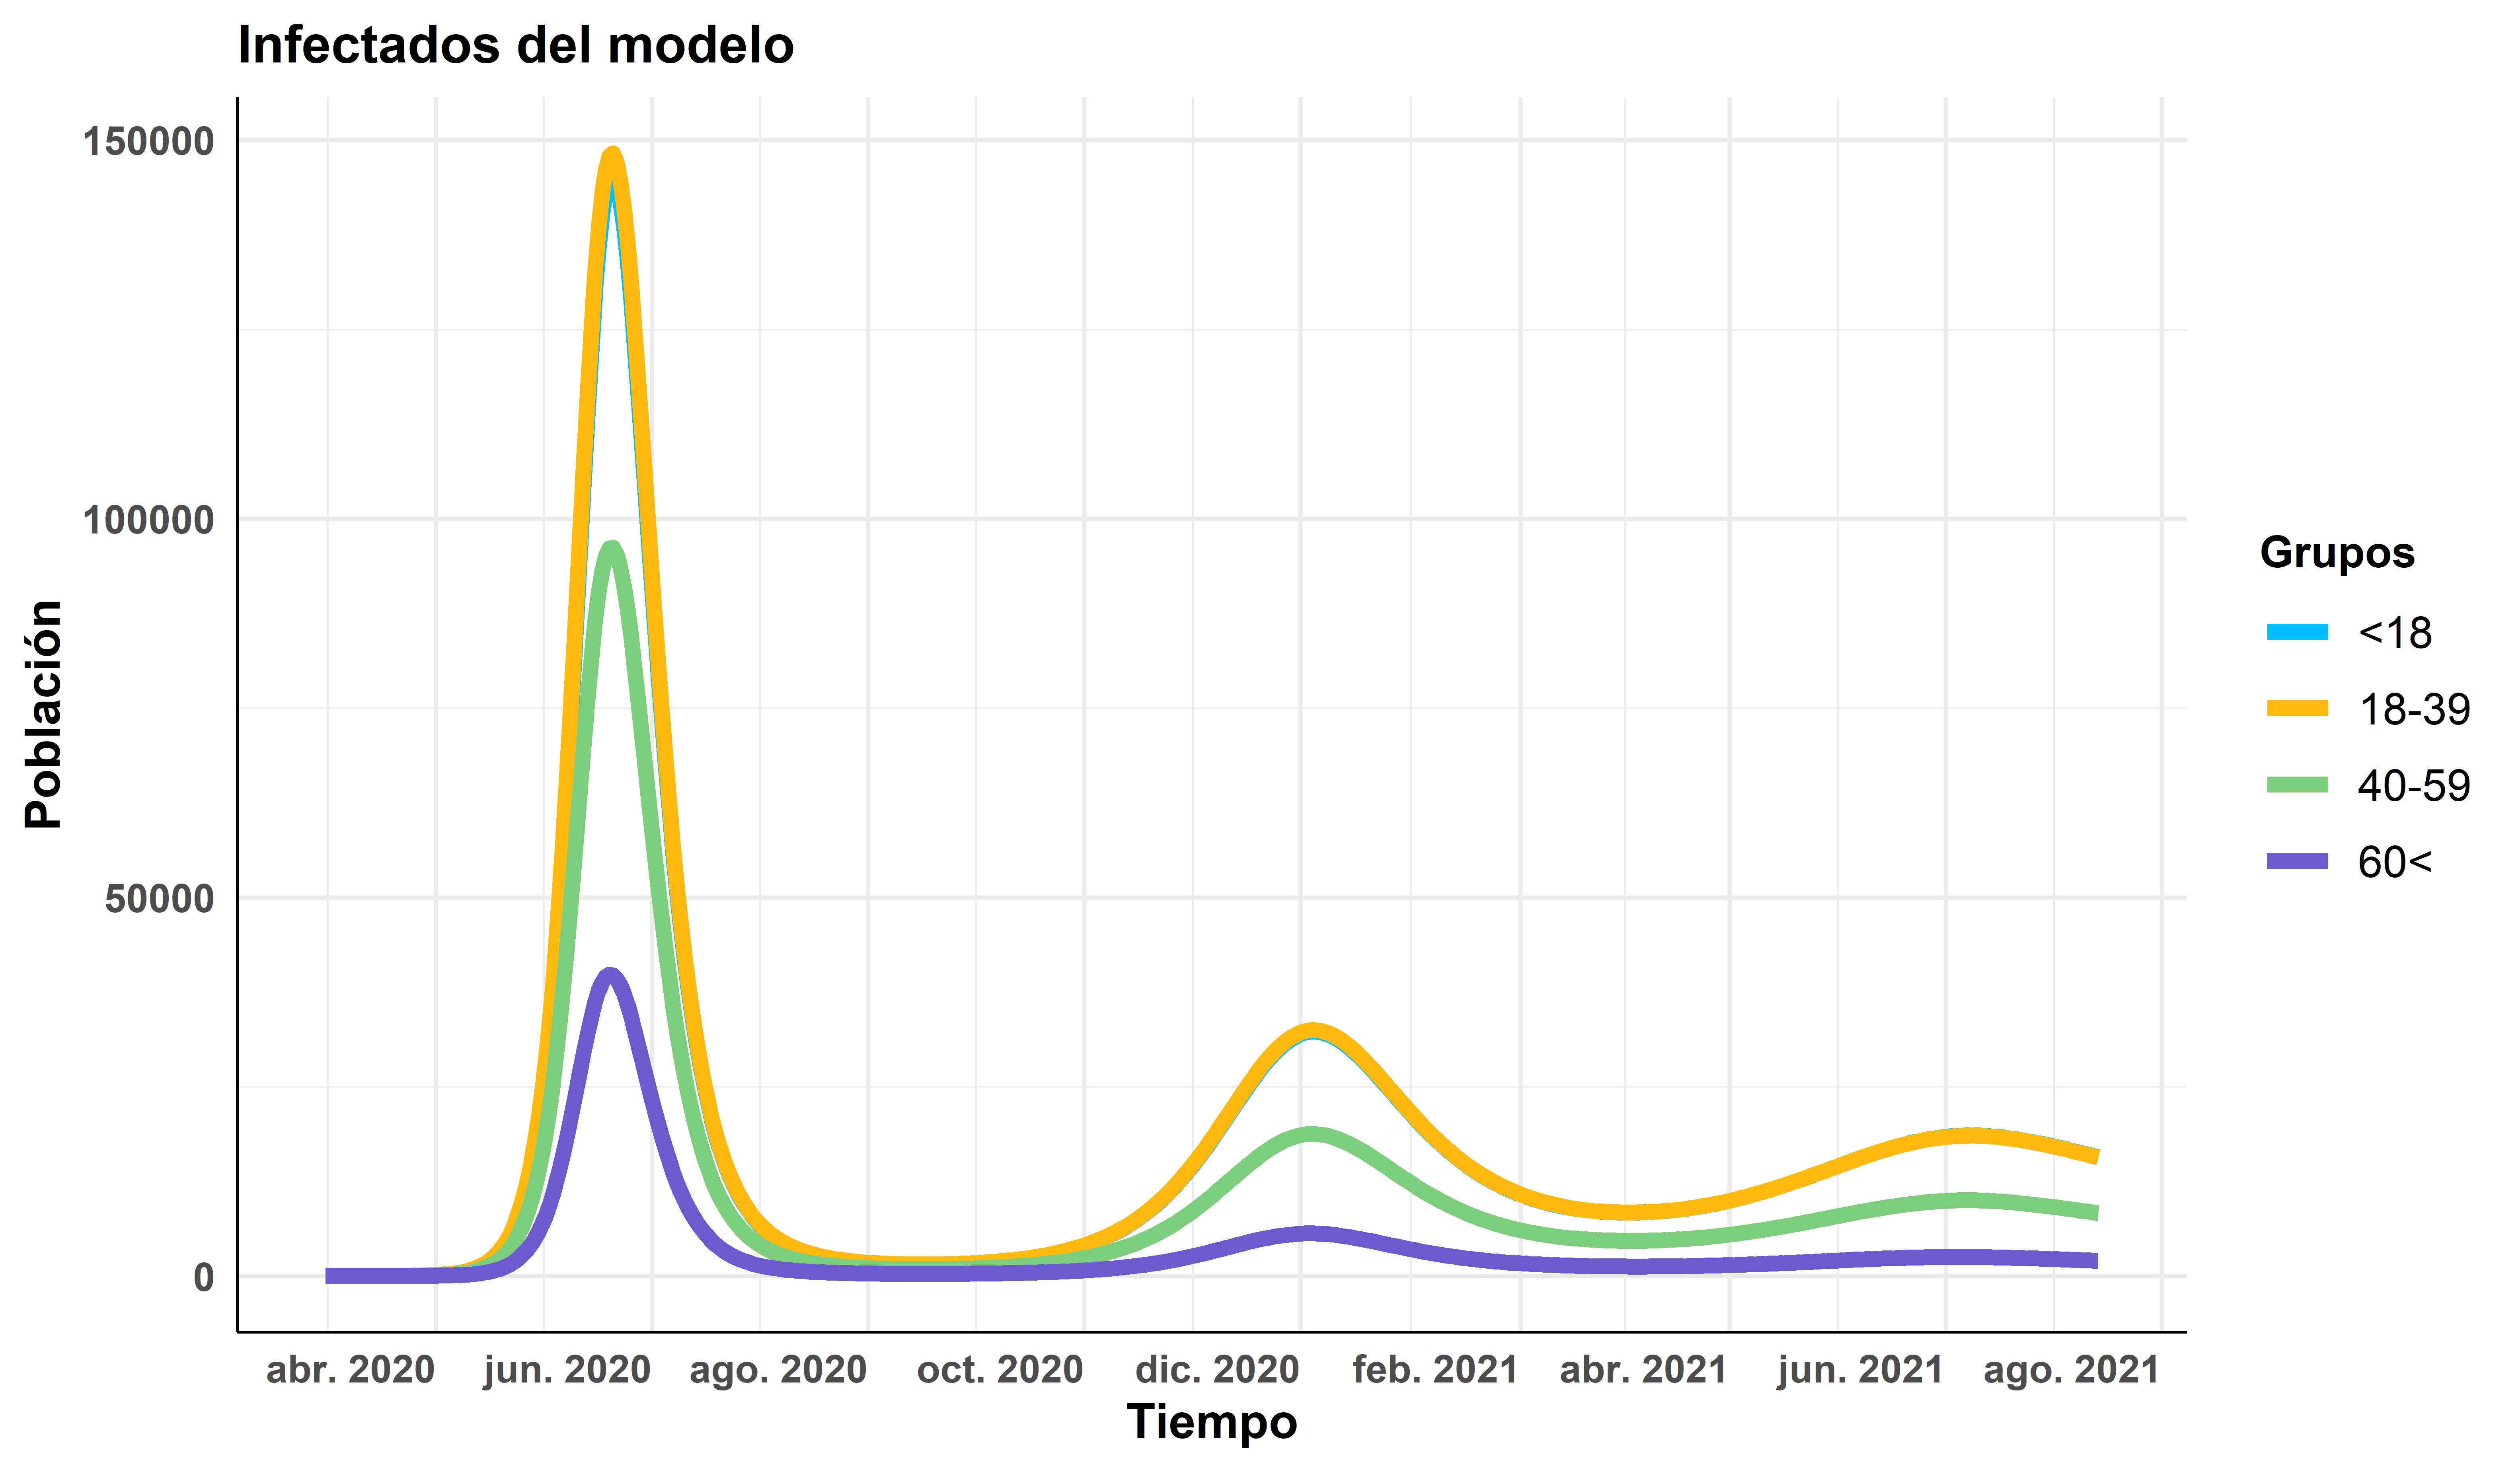 Infectados del modelo
150000
100000
50000
0
Población
abr. 2020
jun. 2020
ago. 2020
oct. 2020
dic. 2020
feb. 2021
abr. 2021
jun. 2021
ago. 2021
Tiempo
Grupos
<18
18-39
40-59
60<